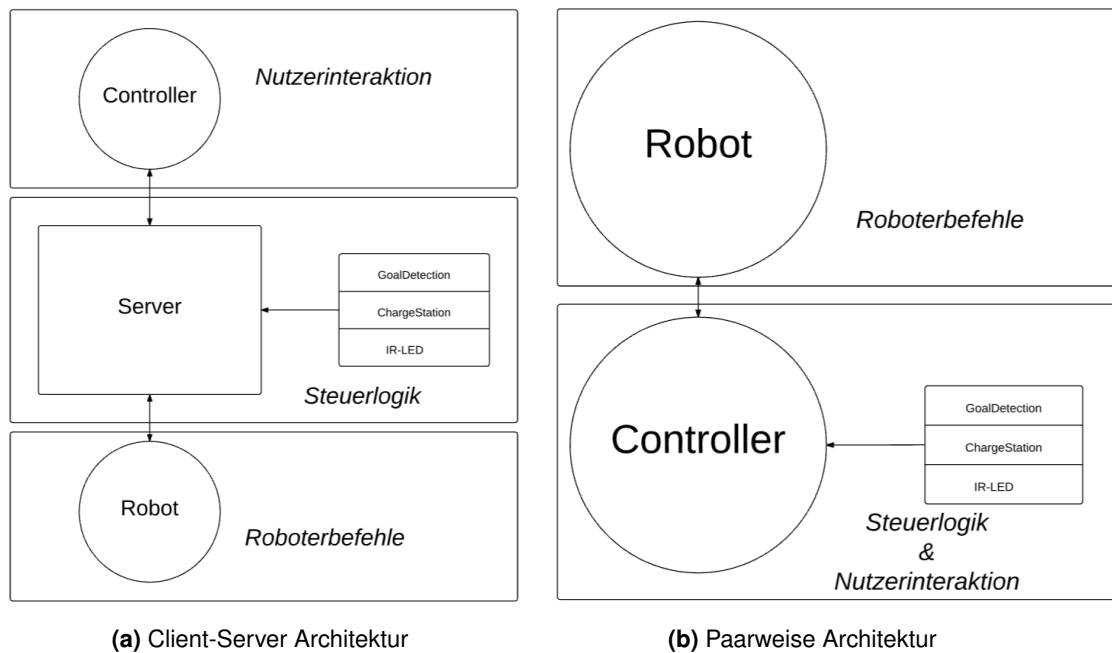 Controller
Nutzerinteraktion
Server
GoalDetection
ChargeStation
IR-LED
Steuerlogik
Robot
Roboterbefehle
(a) Client-Server Architektur
Robot
Roboterbefehle
Controller
GoalDetection
ChargeStation
IR-LED
Steuerlogik
&
Nutzerinteraktion
(b) Paarweise Architektur